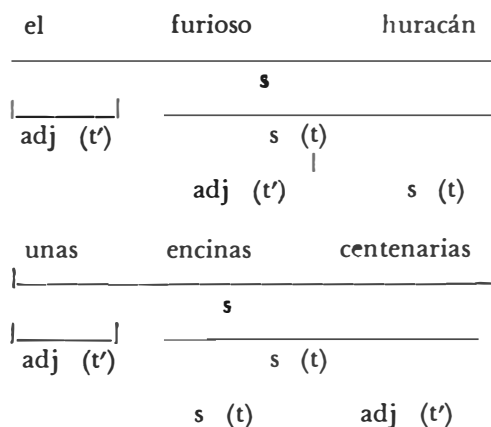 el furioso huracán
s
adj (t′) s (t)
adj (t′) s (t)
unas encinas centenarias
s
adj (t′) s (t)
s (t) adj (t′)